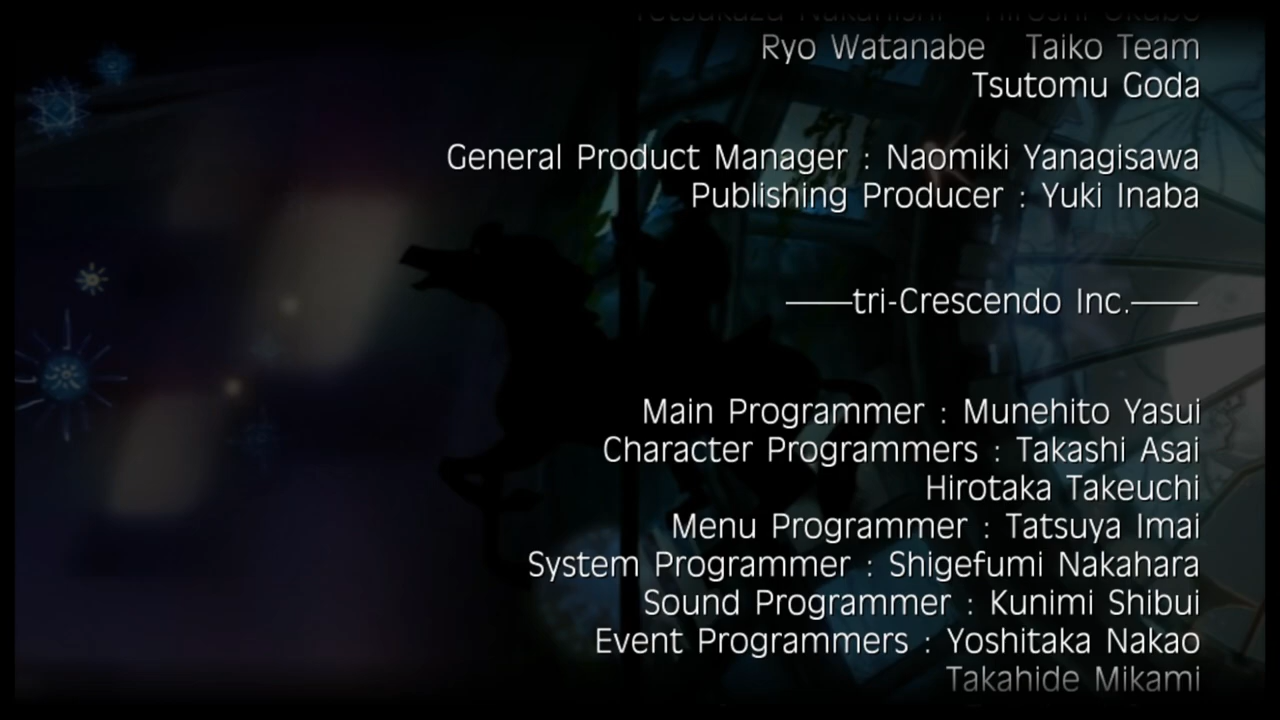 Ryo Watanabe Taiko Team
Tsutomu Goda
General Product Manager : Naomiki Yanagisawa
Publishing Producer : Yuki Inaba
——tri-Crescendo Inc.——
Main Programmer : Munehito Yasui
Character Programmers : Takashi Asai
Hirotaka Takeuchi
Menu Programmer : Tatsuya Imai
System Programmer : Shigefumi Nakahara
Sound Programmer : Kunimi Shibui
Event Programmers : Yoshitaka Nakao
Takahide Mikami